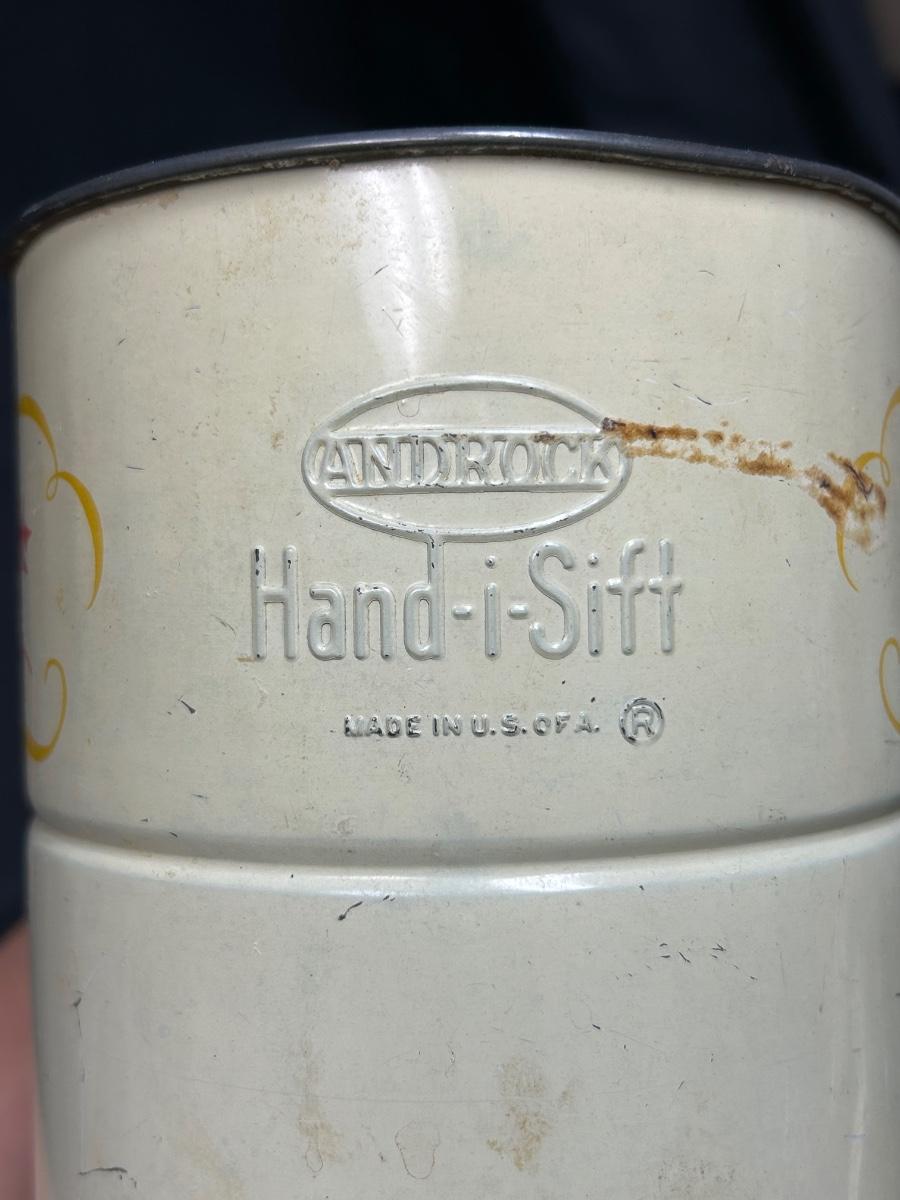 ANDROCK
Hand-i-Sift
MADE IN U.S. OF A. ®